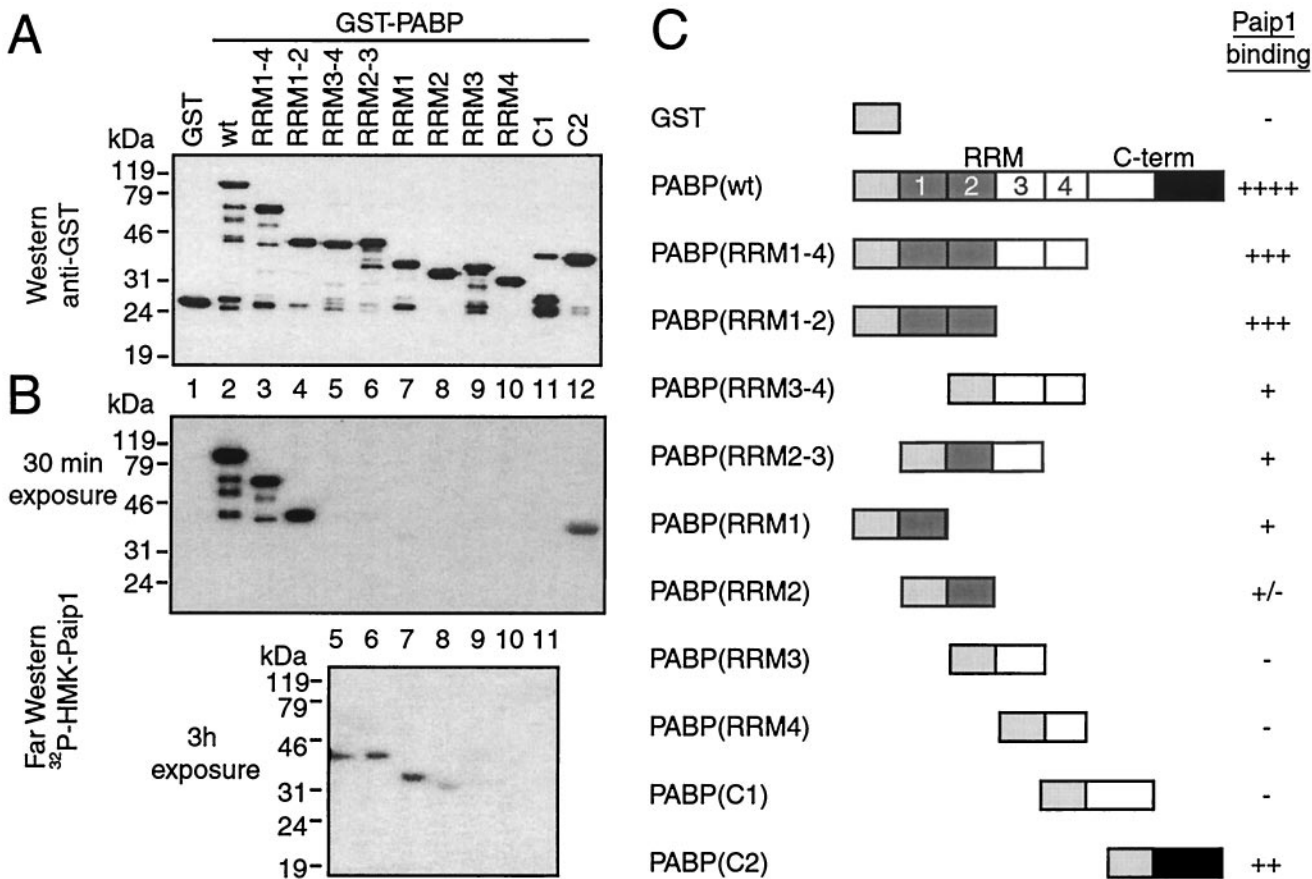 A
GST-PABP
kDa
GST
wt
RRM1-4
RRM1-2
RRM3-4
RRM2-3
RRM1
RRM2
RRM3
RRM4
C1
C2
Western
anti-GST
119
79
46
31
24
19
1 2 3 4 5 6 7 8 9 10 11 12
B
kDa
30 min
exposure
119
79
46
31
24
Far Western
32P-HMK-Paip1
5 6 7 8 9 10 11
kDa
3h
exposure
119
79
46
31
24
19
C
Paip1
binding
GST -
RRM C-term
PABP(wt) 1 2 3 4 ++++
PABP(RRM1-4) +++
PABP(RRM1-2) +++
PABP(RRM3-4) +
PABP(RRM2-3) +
PABP(RRM1) +
PABP(RRM2) +/-
PABP(RRM3) -
PABP(RRM4) -
PABP(C1) -
PABP(C2) ++